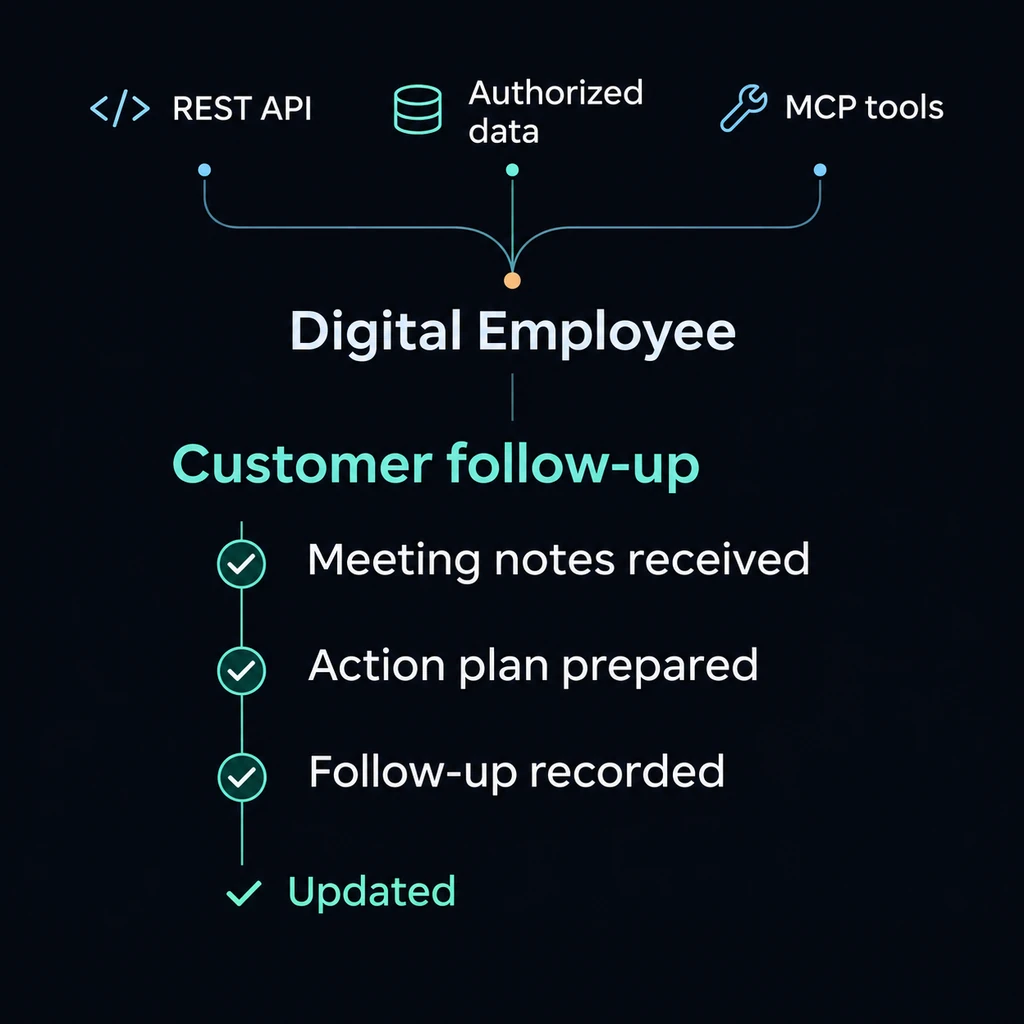 REST API
Authorized
data
MCP tools
Digital Employee
Customer follow-up
Meeting notes received
Action plan prepared
Follow-up recorded
Updated